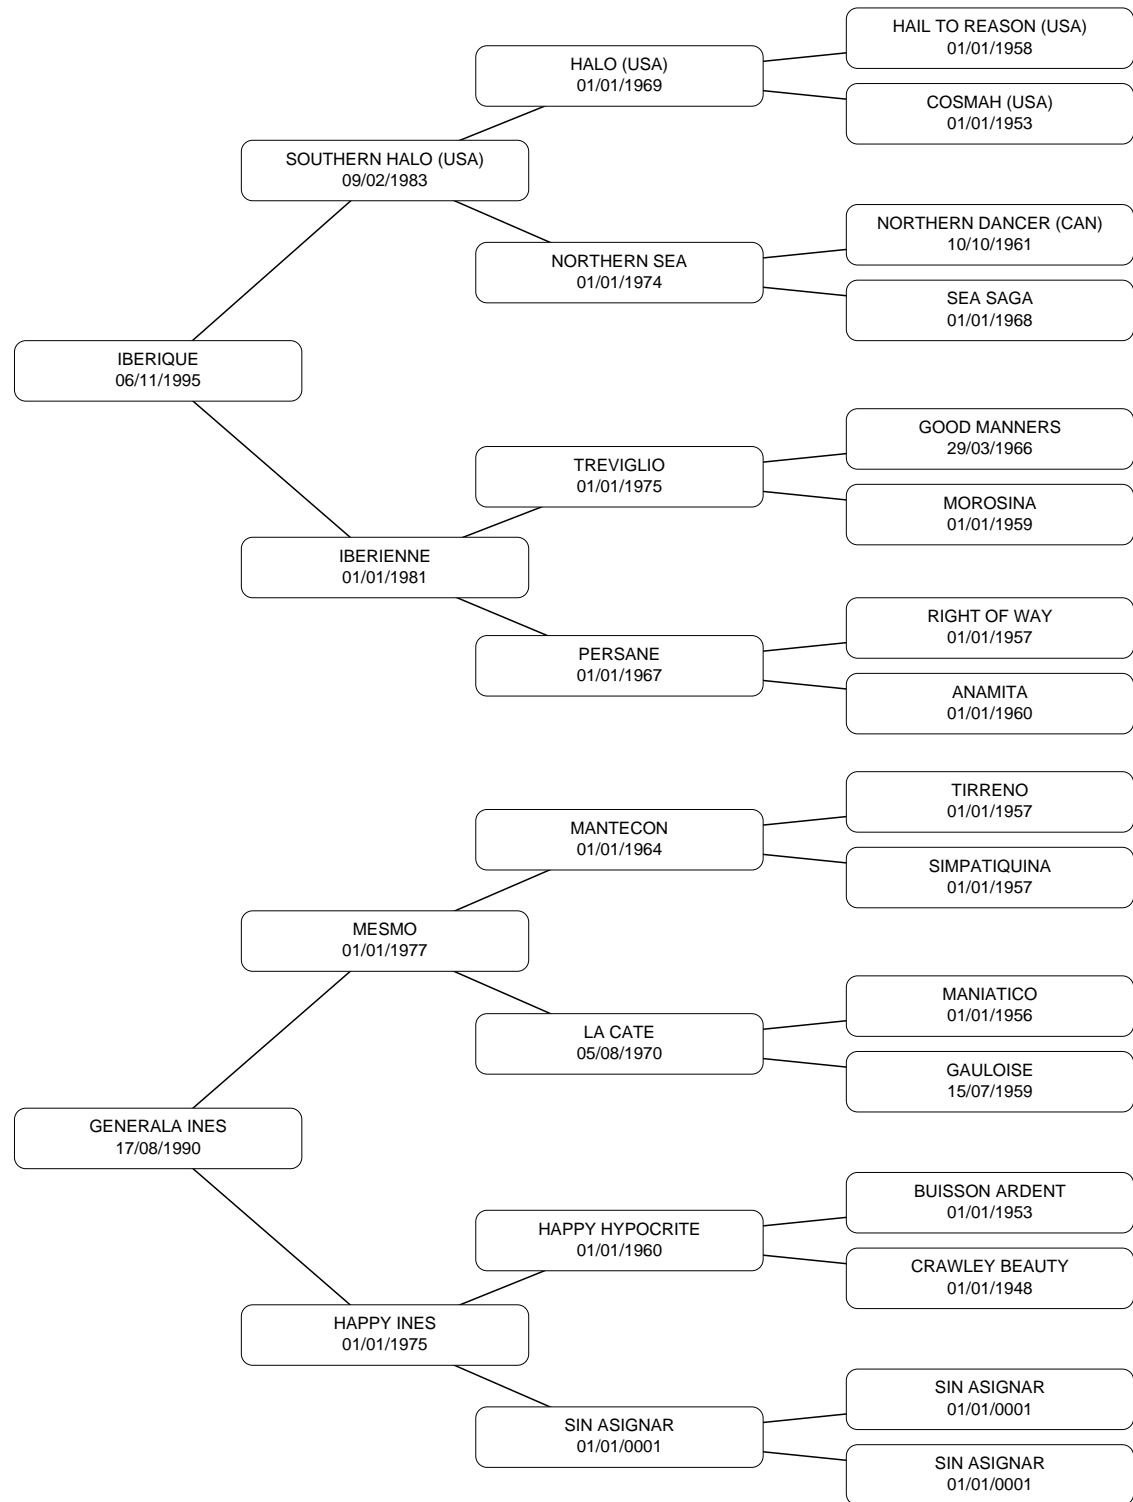 HAIL TO REASON (USA)
01/01/1958
HALO (USA)
01/01/1969
COSMAH (USA)
01/01/1953
SOUTHERN HALO (USA)
09/02/1983
NORTHERN DANCER (CAN)
10/10/1961
NORTHERN SEA
01/01/1974
SEA SAGA
01/01/1968
IBERIQUE
06/11/1995
GOOD MANNERS
29/03/1966
TREVIGLIO
01/01/1975
MOROSINA
01/01/1959
IBERIENNE
01/01/1981
RIGHT OF WAY
01/01/1957
PERSANE
01/01/1967
ANAMITA
01/01/1960
TIRRENO
01/01/1957
MANTECON
01/01/1964
SIMPATIQUINA
01/01/1957
MESMO
01/01/1977
MANIATICO
01/01/1956
LA CATE
05/08/1970
GAULOISE
15/07/1959
GENERALA INES
17/08/1990
BUISSON ARDENT
01/01/1953
HAPPY HYPOCRITE
01/01/1960
CRAWLEY BEAUTY
01/01/1948
HAPPY INES
01/01/1975
SIN ASIGNAR
01/01/0001
SIN ASIGNAR
01/01/0001
SIN ASIGNAR
01/01/0001